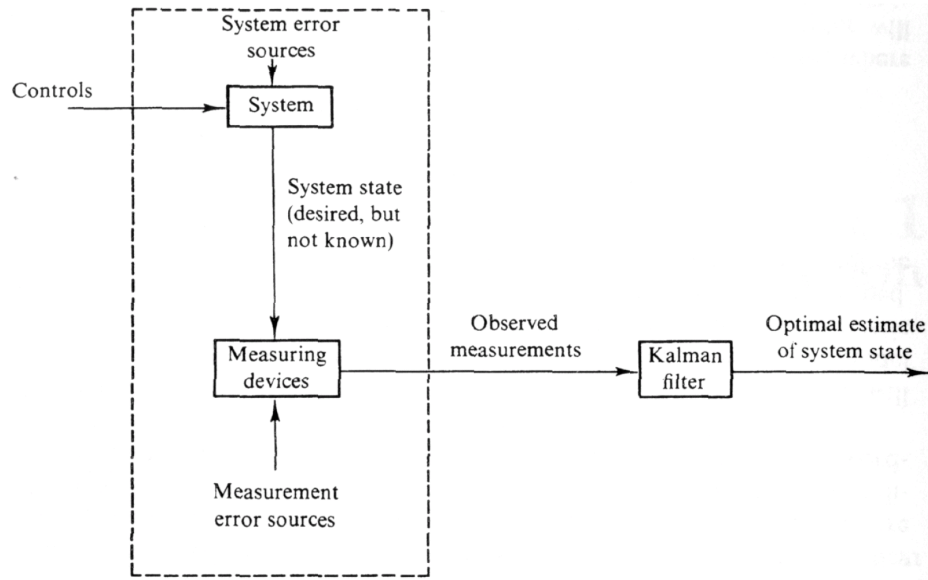 System error
sources
Controls
System
System state
(desired, but
not known)
Observed
measurements
Optimal estimate
of system state
Measuring
devices
Kalman
filter
Measurement
error sources